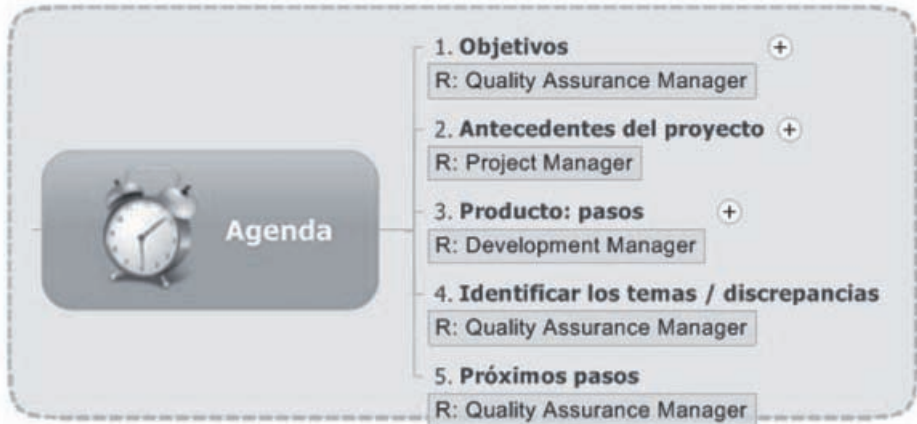 Agenda
1. Objetivos
R: Quality Assurance Manager
2. Antecedentes del proyecto
R: Project Manager
3. Producto: pasos
R: Development Manager
4. Identificar los temas / discrepancias
R: Quality Assurance Manager
5. Próximos pasos
R: Quality Assurance Manager